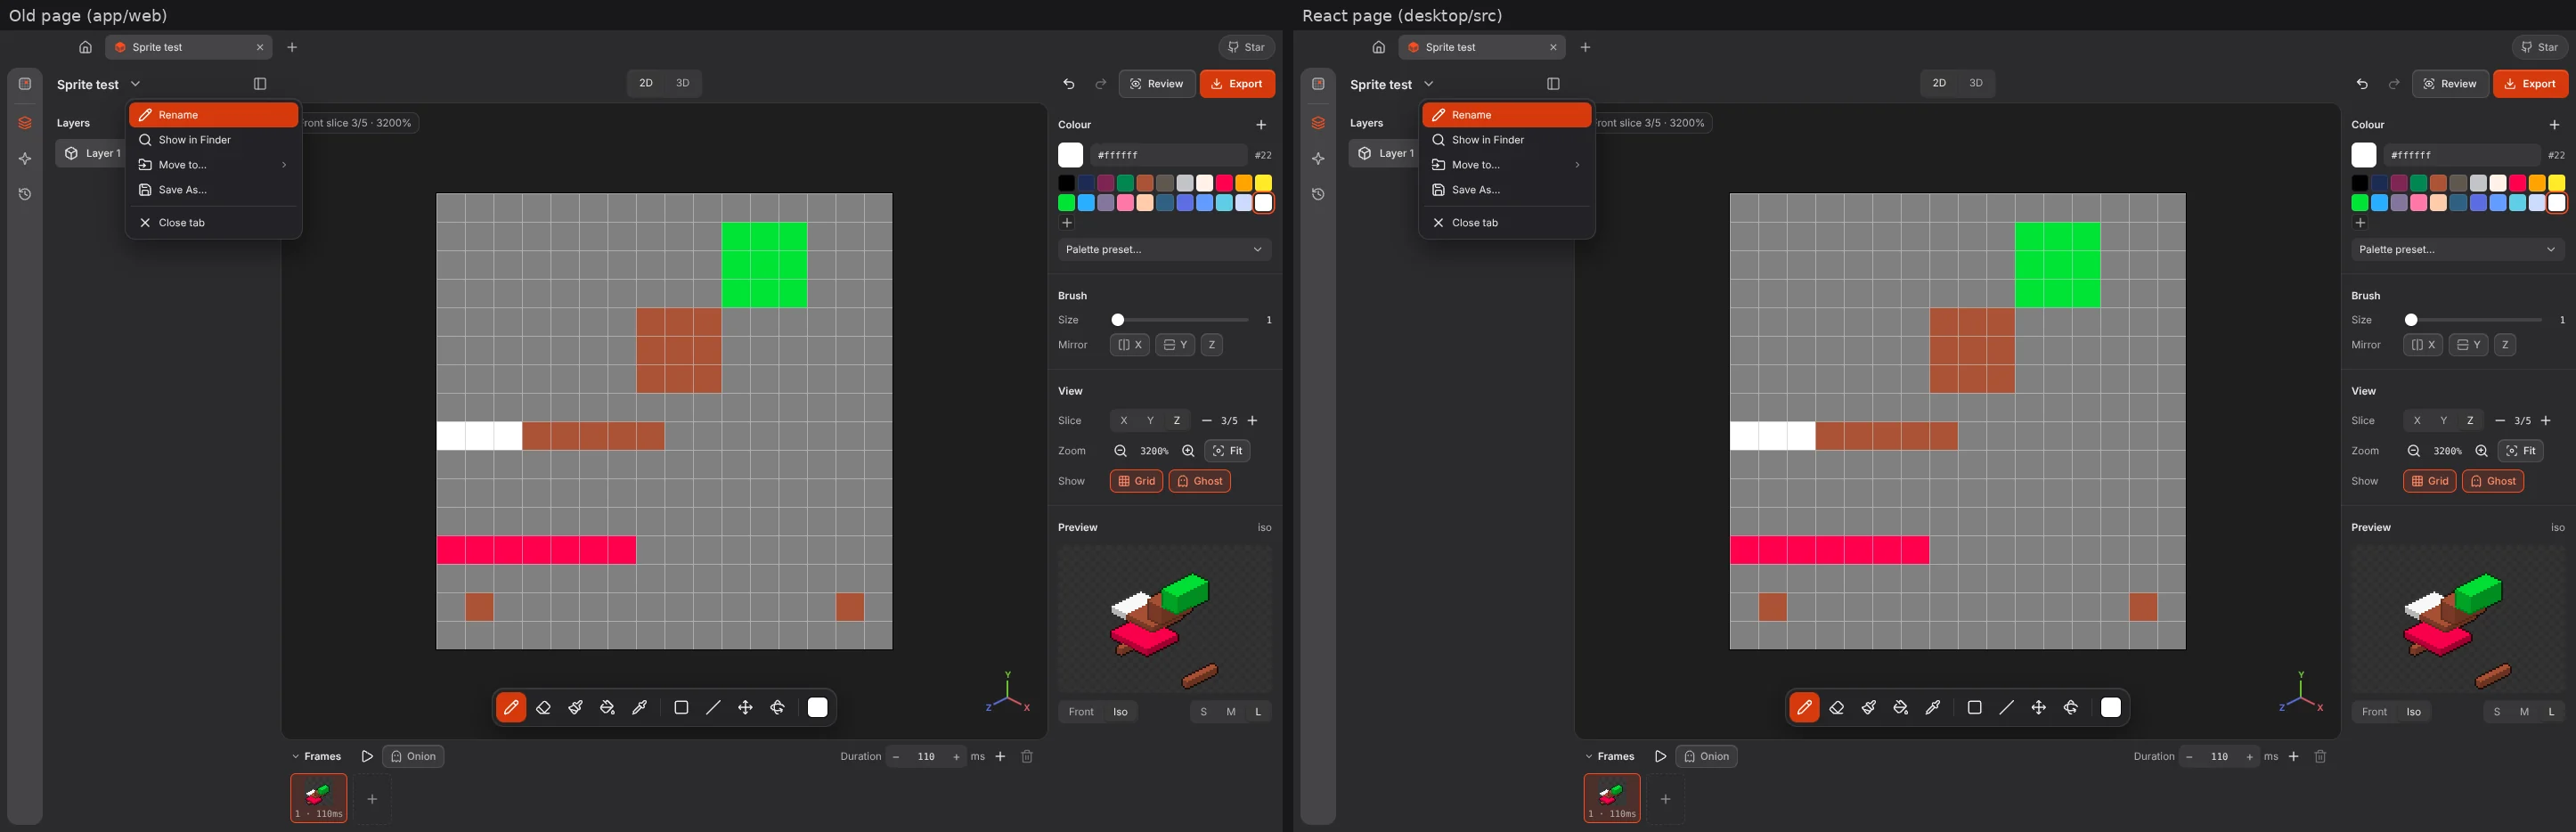 Old page (app/web)
Sprite test
Star
Sprite test
2D 3D
Review
Export
Rename
Show in Finder
Move to...
Save As...
Close tab
Layers
Layer 1
ront slice 3/5 · 3200%
Colour
#ffffff #22
Palette preset...
Brush
Size 1
Mirror X Y Z
View
Slice X Y Z 3/5
Zoom 3200% Fit
Show Grid Ghost
Preview iso
Front Iso S M L
Y
Z X
Frames Onion Duration 110 ms
1 · 110ms
React page (desktop/src)
Sprite test
Star
Sprite test
2D 3D
Review
Export
Rename
Show in Finder
Move to...
Save As...
Close tab
Layers
Layer 1
ront slice 3/5 · 3200%
Colour
#ffffff #22
Palette preset...
Brush
Size 1
Mirror X Y Z
View
Slice X Y Z 3/5
Zoom 3200% Fit
Show Grid Ghost
Preview iso
Front Iso S M L
Y
Z X
Frames Onion Duration 110 ms
1 · 110ms